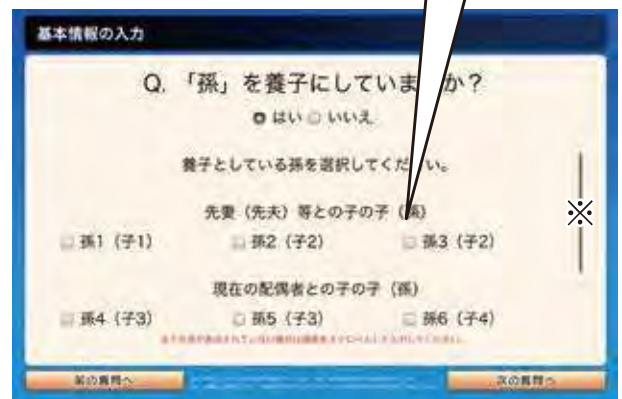 基本情報の入力
Q. 「孫」を養子にしていま か？
はい いいえ
養子としている孫を選択してくだ い。
先妻（先夫）等との子の子（孫）
※
孫1（子1） 孫2（子2） 孫3（子2）
現在の配偶者との子の子（孫）
孫4（子3） 孫5（子3） 孫6（子4）
前の質問へ 次の質問へ